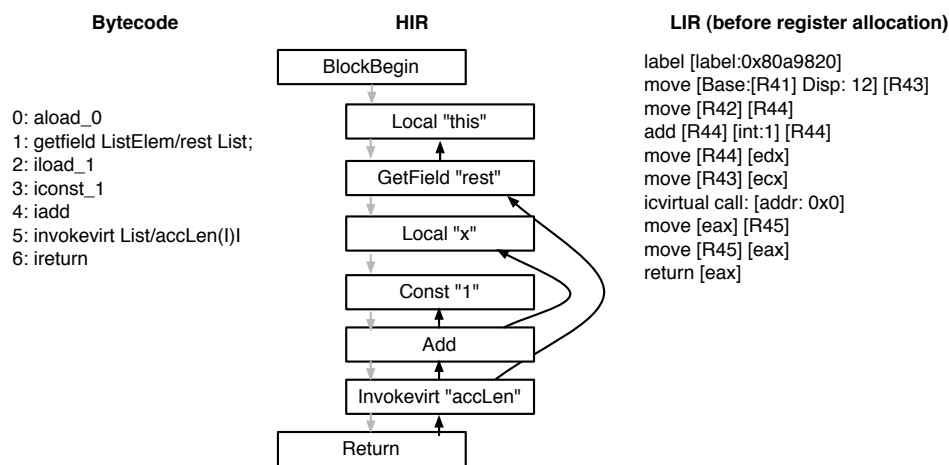 Bytecode
0: aload_0
1: getfield ListElem/rest List;
2: iload_1
3: iconst_1
4: iadd
5: invokevirt List/accLen(I)I
6: ireturn
HIR
BlockBegin
Local "this"
GetField "rest"
Local "x"
Const "1"
Add
Invokevirt "accLen"
Return
LIR (before register allocation)
label [label:0x80a9820]
move [Base:[R41] Disp: 12] [R43]
move [R42] [R44]
add [R44] [int:1] [R44]
move [R44] [edx]
move [R43] [ecx]
icvirtual call: [addr: 0x0]
move [eax] [R45]
move [R45] [eax]
return [eax]